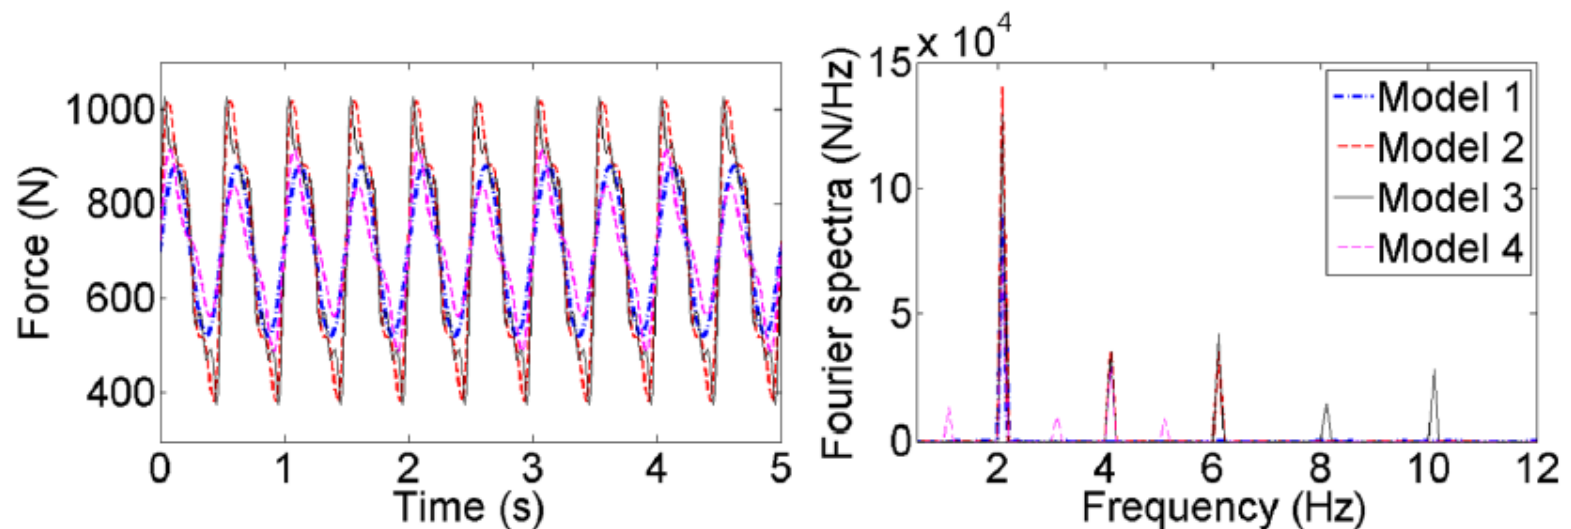 1000
800
600
400
0 1 2 3 4 5
Force (N)
Time (s)
x 10^4
15
10
5
0
2 4 6 8 10 12
Fourier spectra (N/Hz)
Frequency (Hz)
Model 1
Model 2
Model 3
Model 4